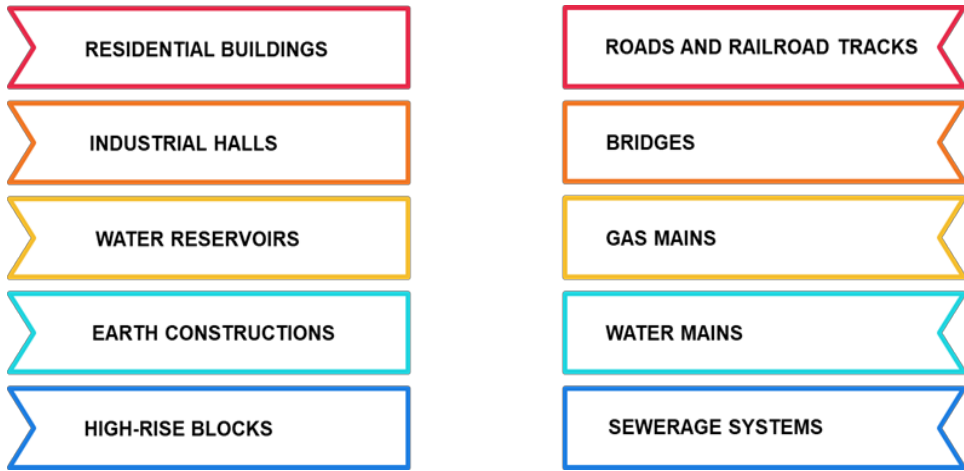 RESIDENTIAL BUILDINGS
INDUSTRIAL HALLS
WATER RESERVOIRS
EARTH CONSTRUCTIONS
HIGH-RISE BLOCKS
ROADS AND RAILROAD TRACKS
BRIDGES
GAS MAINS
WATER MAINS
SEWERAGE SYSTEMS